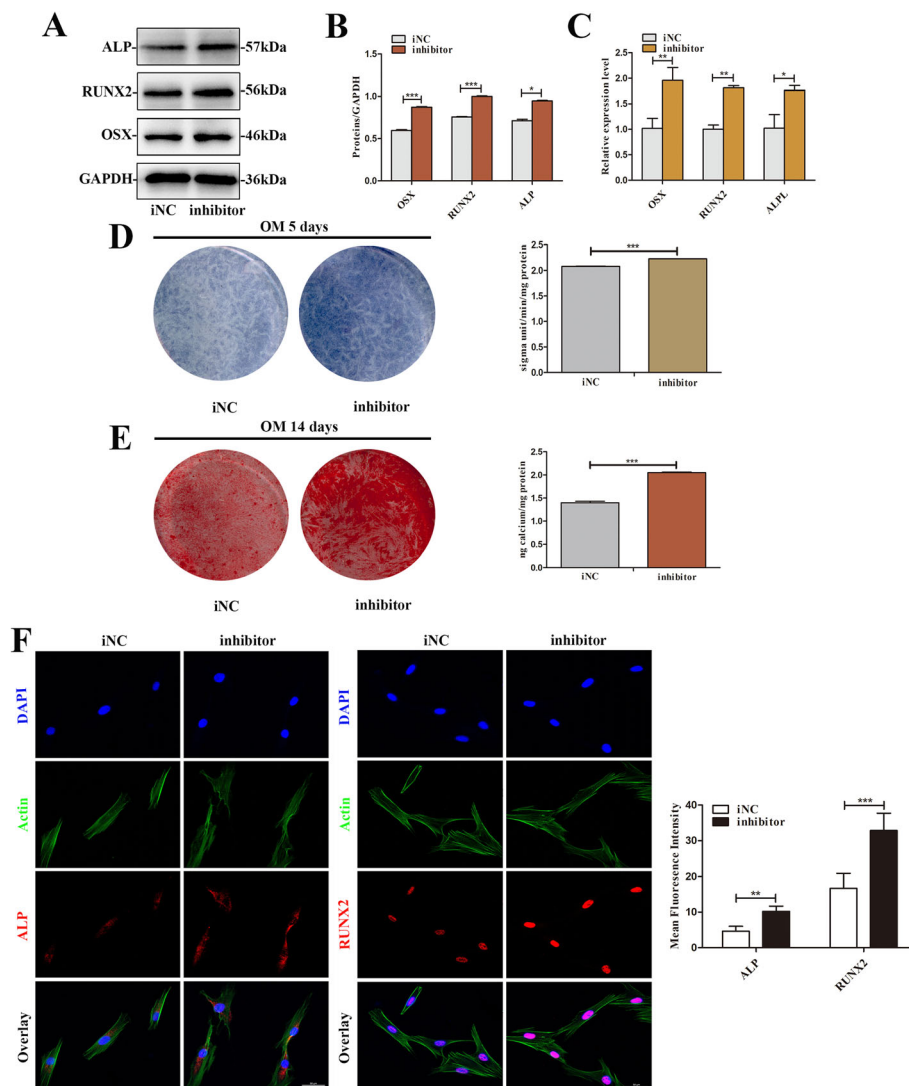 A
ALP
57kDa
RUNX2
56kDa
OSX
46kDa
GAPDH
36kDa
iNC inhibitor
B
iNC
inhibitor
Proteins/GAPDH
1.5
1.0
0.5
0.0
***
***
*
OSX
RUNX2
ALP
C
iNC
inhibitor
Relative expression level
2.5
2.0
1.5
1.0
0.5
0.0
**
**
*
OSX
RUNX2
ALPL
D
OM 5 days
iNC inhibitor
sigma unit/min/mg protein
2.5
2.0
1.5
1.0
0.5
0.0
***
iNC inhibitor
E
OM 14 days
iNC inhibitor
ng calcium/mg protein
2.5
2.0
1.5
1.0
0.5
0.0
***
iNC inhibitor
F
iNC inhibitor
DAPI
Actin
ALP
Overlay
iNC inhibitor
DAPI
Actin
RUNX2
Overlay
Mean Fluoresence Intensity
40
30
20
10
0
iNC
inhibitor
**
***
ALP
RUNX2